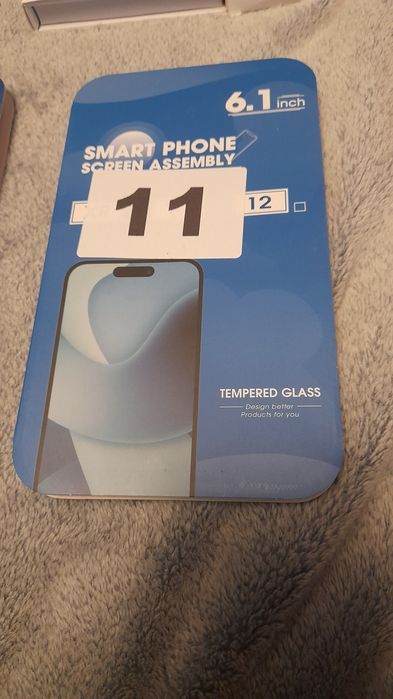 6.1 inch
SMART PHONE
SCREEN ASSEMBLY
11
12
TEMPERED GLASS
Design better
Products for you